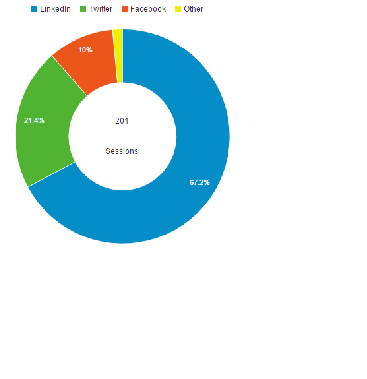 LinkedIn Twitter Facebook Other
10%
21.4%
201
Sessions
67.2%